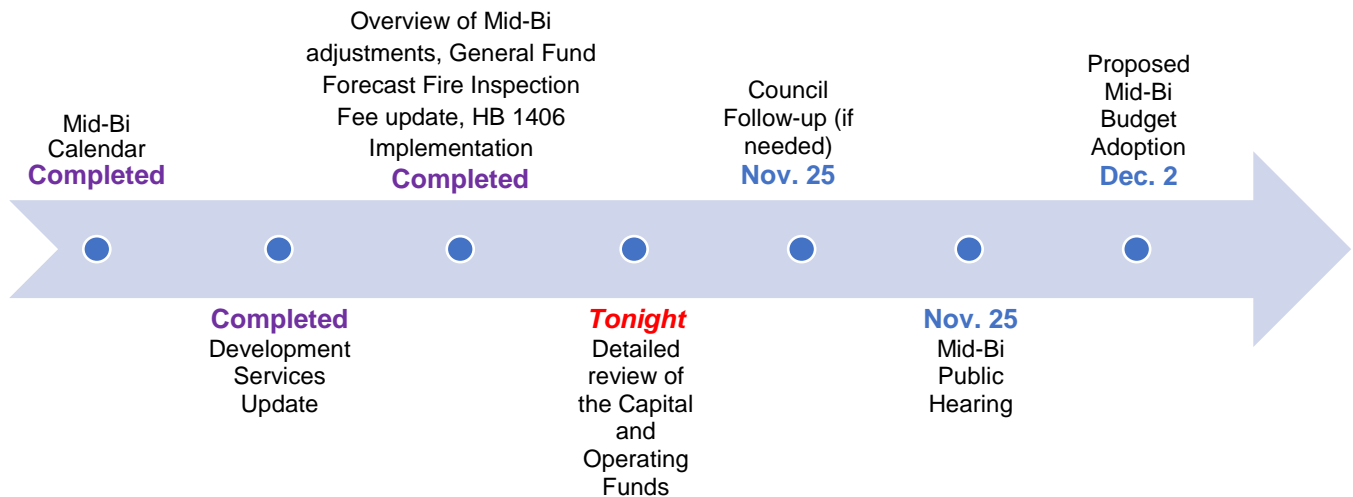 Mid-Bi
Calendar
Completed
Completed
Development
Services
Update
Overview of Mid-Bi
adjustments, General Fund
Forecast Fire Inspection
Fee update, HB 1406
Implementation
Completed
Tonight
Detailed
review of
the Capital
and
Operating
Funds
Council
Follow-up (if
needed)
Nov. 25
Nov. 25
Mid-Bi
Public
Hearing
Proposed
Mid-Bi
Budget
Adoption
Dec. 2